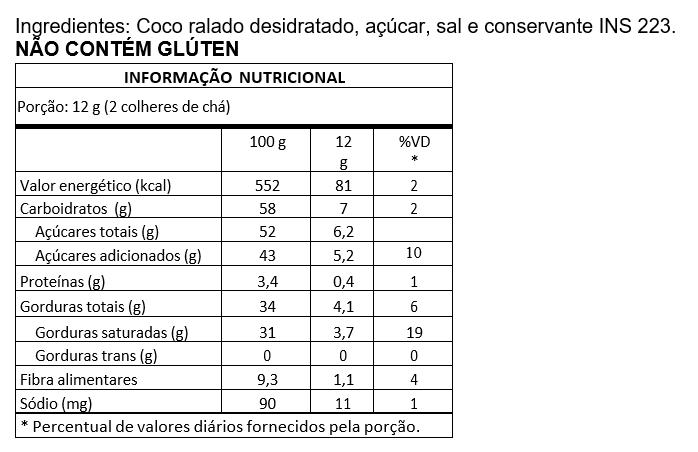 Ingredientes: Coco ralado desidratado, açúcar, sal e conservante INS 223.
NÃO CONTÉM GLÚTEN
INFORMAÇÃO NUTRICIONAL
Porção: 12 g (2 colheres de chá)
100 g 12 g %VD *
Valor energético (kcal) 552 81 2
Carboidratos (g) 58 7 2
Açúcares totais (g) 52 6,2
Açúcares adicionados (g) 43 5,2 10
Proteínas (g) 3,4 0,4 1
Gorduras totais (g) 34 4,1 6
Gorduras saturadas (g) 31 3,7 19
Gorduras trans (g) 0 0 0
Fibra alimentares 9,3 1,1 4
Sódio (mg) 90 11 1
* Percentual de valores diários fornecidos pela porção.